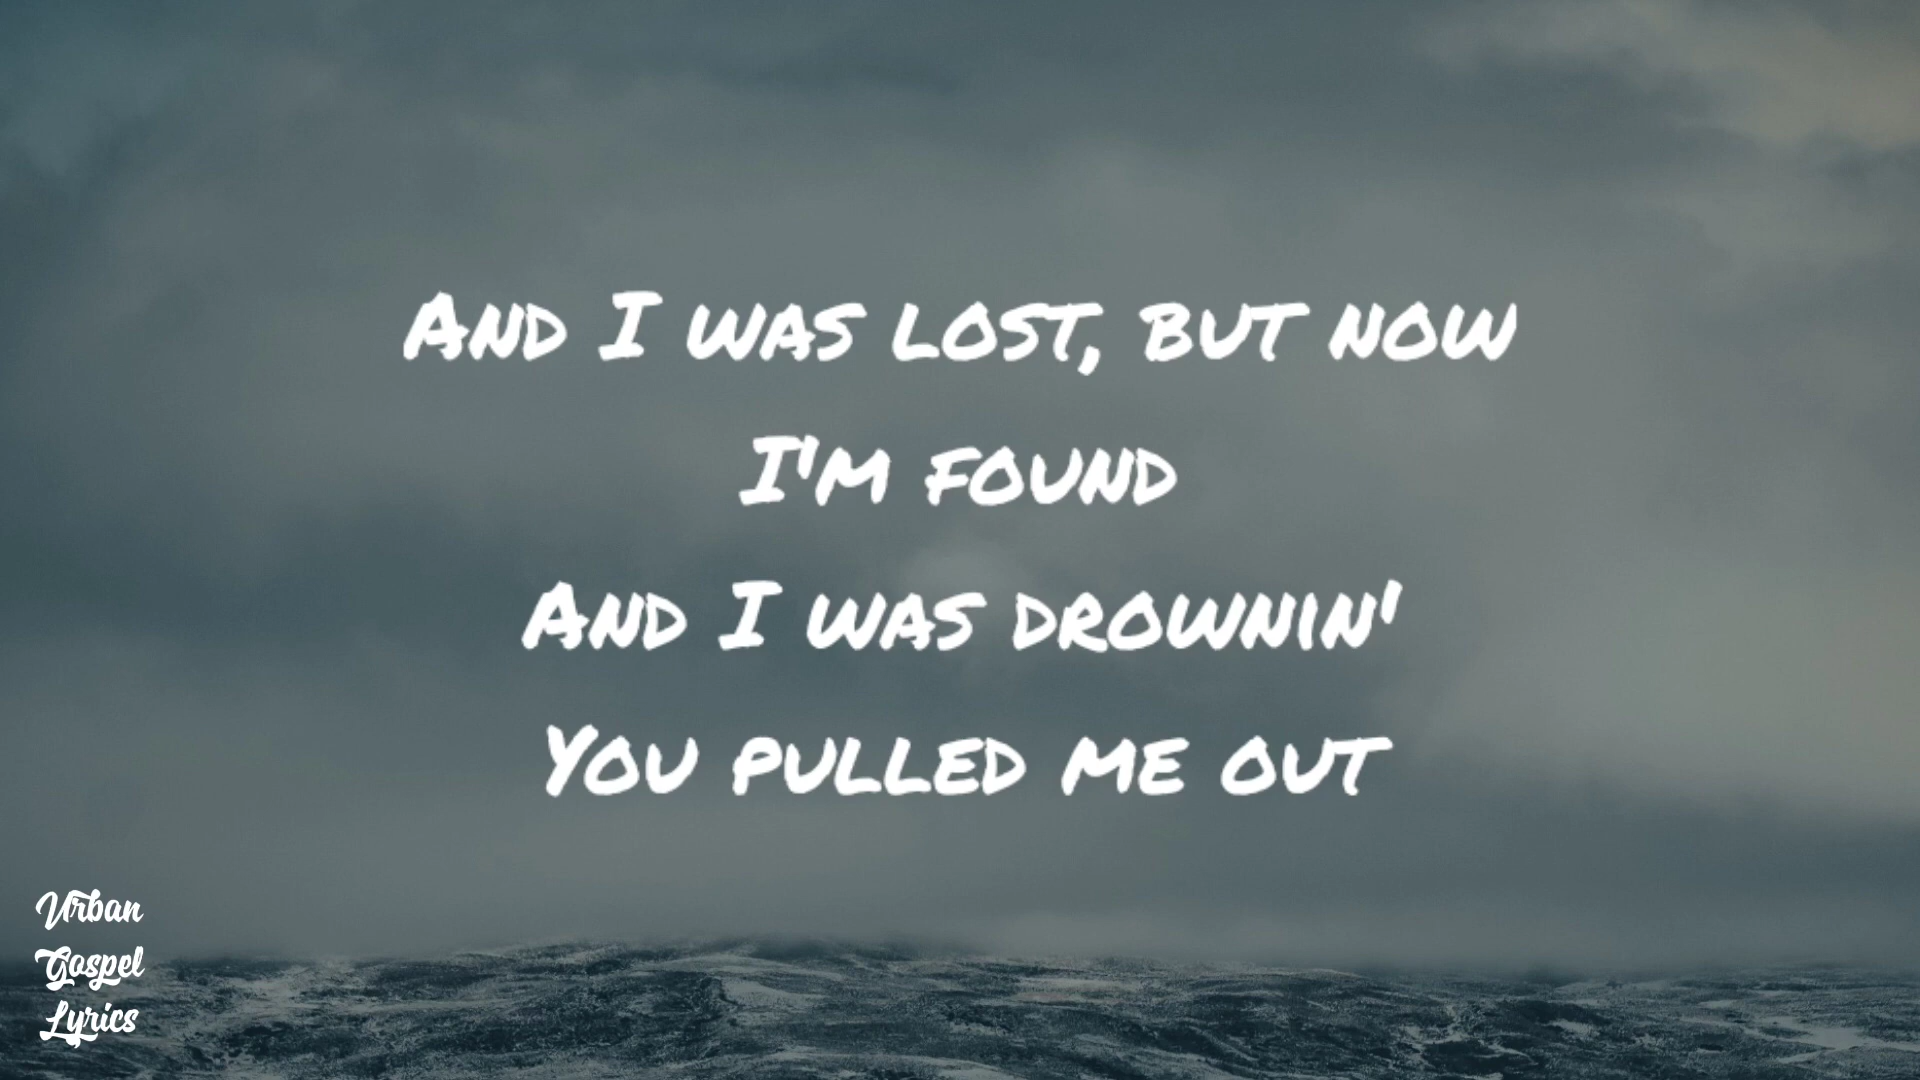 And I was lost, but now
I'm found
And I was drownin'
You pulled me out
Urban
Gospel
Lyrics